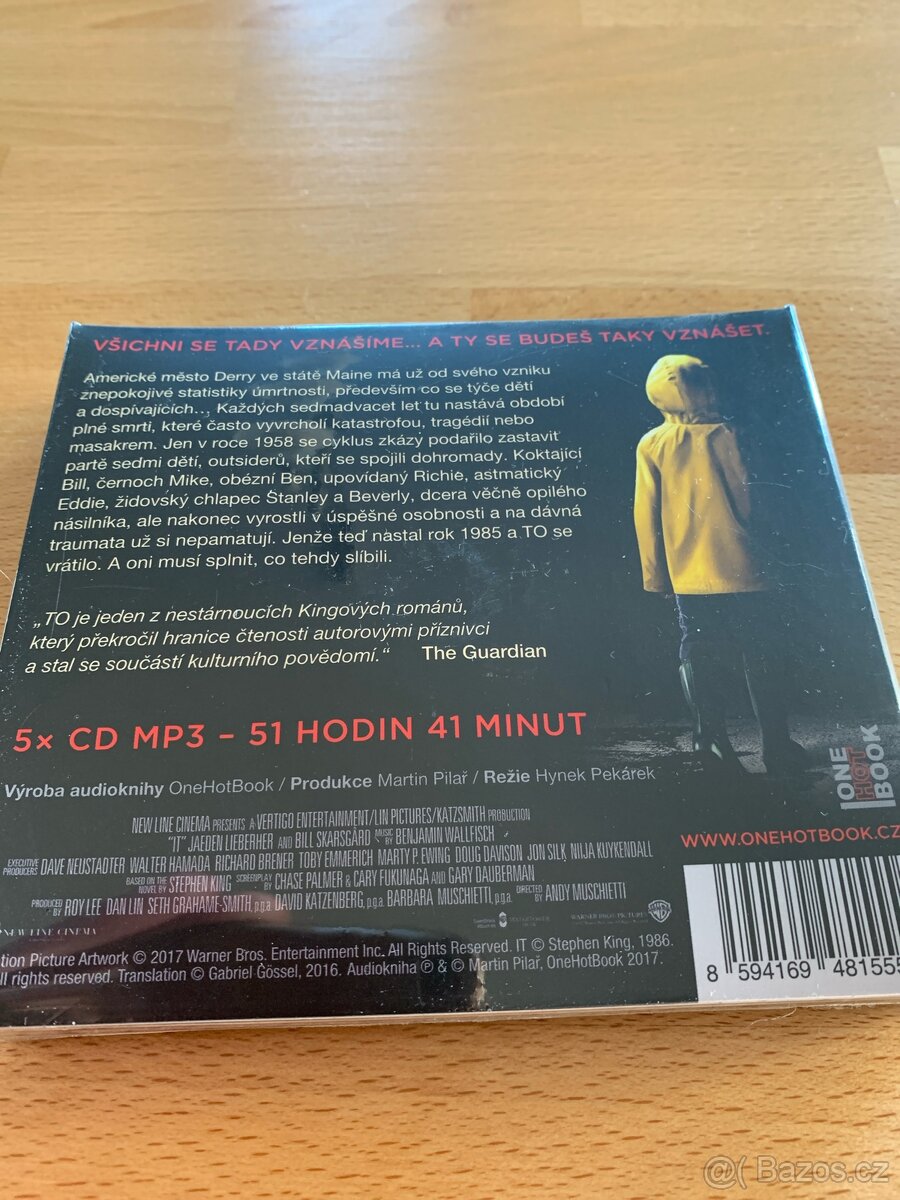 VŠICHNI SE TADY VZNÁŠÍME... A TY SE BUDEŠ TAKY VZNÁŠET.
Americké město Derry ve státě Maine má už od svého vzniku
znepokojivé statistiky úmrtnosti, především co se týče dětí
a dospívajících... Každých sedmadvacet let tu nastává období
plné smrti, které často vyvrcholí katastrofou, tragédií nebo
masakrem. Jen v roce 1958 se cyklus zkázy podařilo zastavit
partě sedmi dětí, outsiderů, kteří se spojili dohromady. Koktající
Bill, černoch Mike, obézní Ben, upovídaný Richie, astmatický
Eddie, židovský chlapec Stanley a Beverly, dcera věčně opilého
násilníka, ale nakonec vyrostli v úspěšné osobnosti a na dávná
traumata už si nepamatují. Jenže teď nastal rok 1985 a TO se
vrátilo. A oni musí splnit, co tehdy slíbili.
„TO je jeden z nestárnoucích Kingových románů,
který překročil hranice čtenosti autorovými příznivci
a stal se součástí kulturního povědomí.“ The Guardian
5× CD MP3 – 51 HODIN 41 MINUT
Výroba audioknihy OneHotBook / Produkce Martin Pilař / Režie Hynek Pekárek
ONE
HOT
BOOK
WWW.ONEHOTBOOK.CZ
NEW LINE CINEMA PRESENTS A VERTIGO ENTERTAINMENT/LIN PICTURES/KATZSMITH PRODUCTION
"IT" JAEDEN LIEBERHER AND BILL SKARSGÅRD MUSIC BY BENJAMIN WALLFISCH
EXECUTIVE PRODUCERS DAVE NEUSTADTER WALTER HAMADA RICHARD BRENER TOBY EMMERICH MARTY P. EWING DOUG DAVISON JON SILK NIIJA KUYKENDALL
BASED ON THE NOVEL BY STEPHEN KING SCREENPLAY BY CHASE PALMER & CARY FUKUNAGA AND GARY DAUBERMAN
PRODUCED BY ROY LEE DAN LIN SETH GRAHAME-SMITH, p.g.a. DAVID KATZENBERG, p.g.a. BARBARA MUSCHIETTI, p.g.a. DIRECTED BY ANDY MUSCHIETTI
NEW LINE CINEMA
WARNER BROS. PICTURES
tion Picture Artwork © 2017 Warner Bros. Entertainment Inc. All Rights Reserved. IT © Stephen King, 1986.
ll rights reserved. Translation © Gabriel Gössel, 2016. Audiokniha ℗ & © Martin Pilař, OneHotBook 2017.
8 594169 481555
Bazos.cz